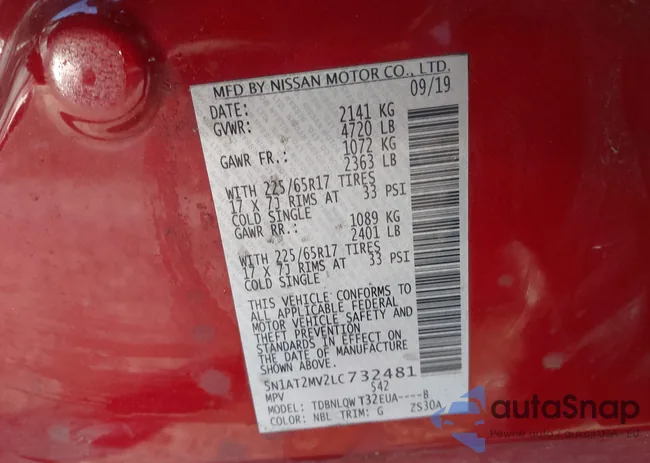 MFD BY NISSAN MOTOR CO., LTD.
DATE: 09/19
GVWR: 2141 KG
4720 LB
GAWR FR.: 1072 KG
2363 LB
WITH 225/65R17 TIRES
17 X 7J RIMS AT 33 PSI
COLD SINGLE
GAWR RR.: 1089 KG
2401 LB
WITH 225/65R17 TIRES
17 X 7J RIMS AT 33 PSI
COLD SINGLE
THIS VEHICLE CONFORMS TO
ALL APPLICABLE FEDERAL
MOTOR VEHICLE SAFETY AND
THEFT PREVENTION
STANDARDS IN EFFECT ON
THE DATE OF MANUFACTURE
SHOWN ABOVE.
5N1AT2MV2LC732481
MPV 542
MODEL: TDBNLQW T32EUA----B
COLOR: NBL TRIM: G ZS30A
autoSnap